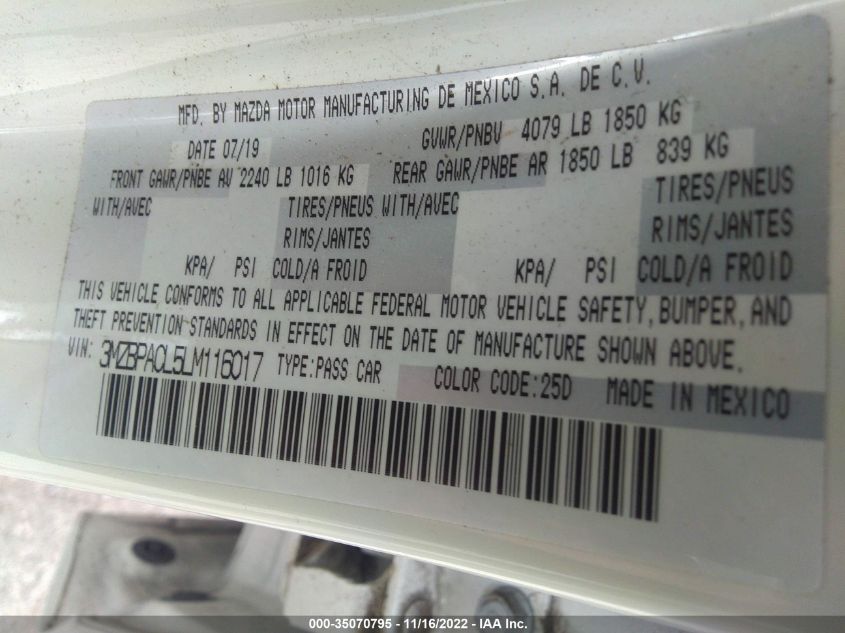 MFD. BY MAZDA MOTOR MANUFACTURING DE MEXICO S.A. DE C.V.
DATE 07/19 GVWR/PNBV 4079 LB 1850 KG
FRONT GAWR/PNBE AV 2240 LB 1016 KG REAR GAWR/PNBE AR 1850 LB 839 KG
WITH/AVEC TIRES/PNEUS WITH/AVEC TIRES/PNEUS
RIMS/JANTES RIMS/JANTES
KPA/ PSI COLD/A FROID KPA/ PSI COLD/A FROID
THIS VEHICLE CONFORMS TO ALL APPLICABLE FEDERAL MOTOR VEHICLE SAFETY, BUMPER, AND
THEFT PREVENTION STANDARDS IN EFFECT ON THE DATE OF MANUFACTURE SHOWN ABOVE.
VIN: 3MZBPACL5LM116017 TYPE:PASS CAR COLOR CODE:25D MADE IN MEXICO
000-35070795 - 11/16/2022 - IAA Inc.